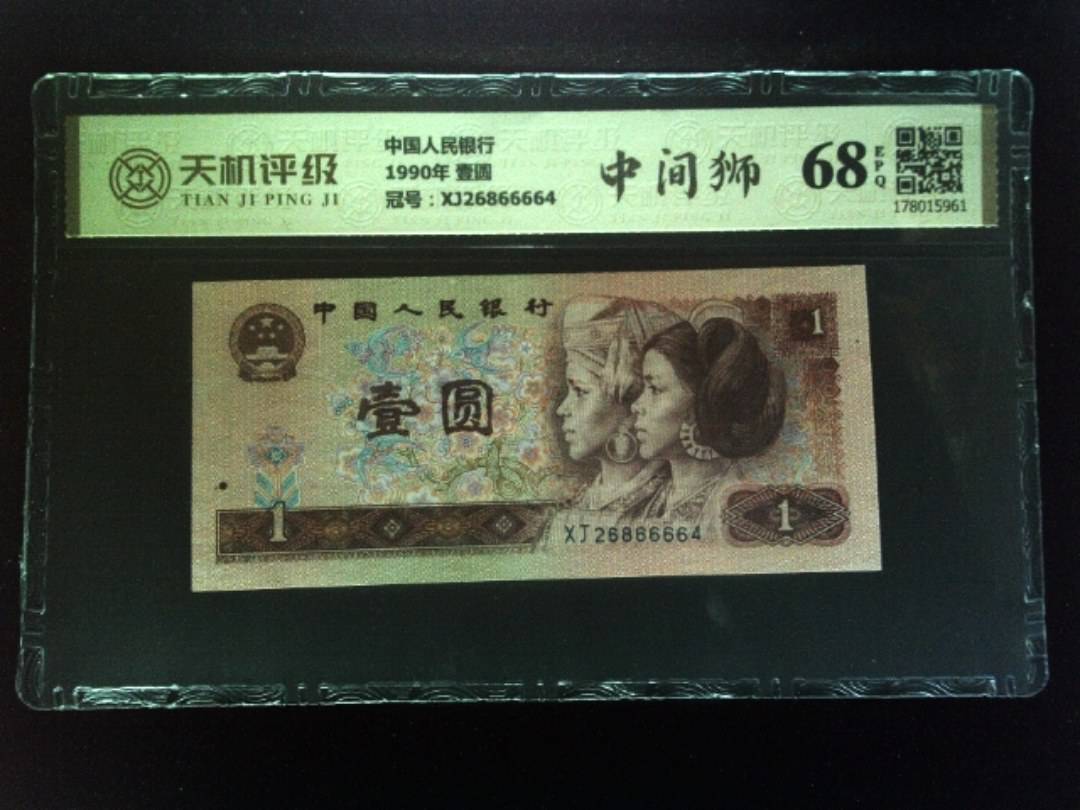 天机评级
TIAN JI PING JI
中国人民银行
1990年 壹圆
冠号：XJ26866664
中间狮
68
EPQ
178015961
中国人民银行
1
壹圆
1
XJ26866664
1